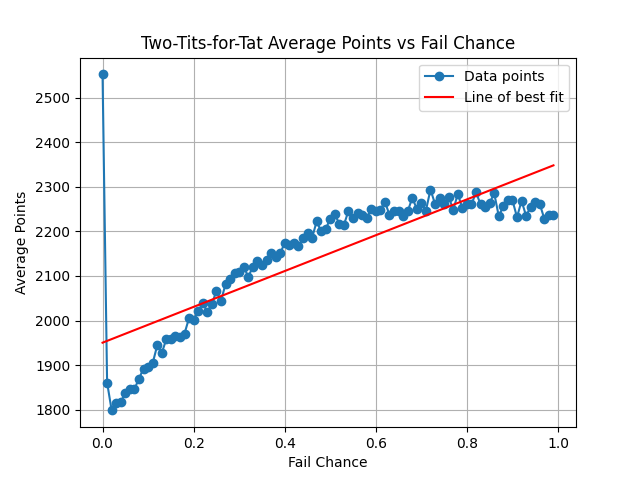 Two-Tits-for-Tat Average Points vs Fail Chance
Data points
Line of best fit
Average Points
2500
2400
2300
2200
2100
2000
1900
1800
0.0 0.2 0.4 0.6 0.8 1.0
Fail Chance